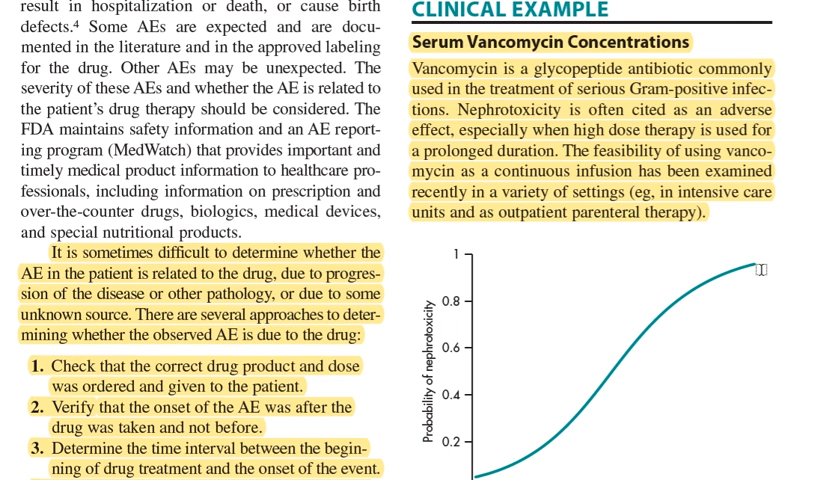 result in hospitalization or death, or cause birth
defects.⁴ Some AEs are expected and are docu-
mented in the literature and in the approved labeling
for the drug. Other AEs may be unexpected. The
severity of these AEs and whether the AE is related to
the patient's drug therapy should be considered. The
FDA maintains safety information and an AE report-
ing program (MedWatch) that provides important and
timely medical product information to healthcare pro-
fessionals, including information on prescription and
over-the-counter drugs, biologics, medical devices,
and special nutritional products.
It is sometimes difficult to determine whether the
AE in the patient is related to the drug, due to progres-
sion of the disease or other pathology, or due to some
unknown source. There are several approaches to deter-
mining whether the observed AE is due to the drug:
1. Check that the correct drug product and dose
was ordered and given to the patient.
2. Verify that the onset of the AE was after the
drug was taken and not before.
3. Determine the time interval between the begin-
ning of drug treatment and the onset of the event.
CLINICAL EXAMPLE
Serum Vancomycin Concentrations
Vancomycin is a glycopeptide antibiotic commonly
used in the treatment of serious Gram-positive infec-
tions. Nephrotoxicity is often cited as an adverse
effect, especially when high dose therapy is used for
a prolonged duration. The feasibility of using vanco-
mycin as a continuous infusion has been examined
recently in a variety of settings (eg, in intensive care
units and as outpatient parenteral therapy).
Probability of nephrotoxicity
1
0.8
0.6
0.4
0.2